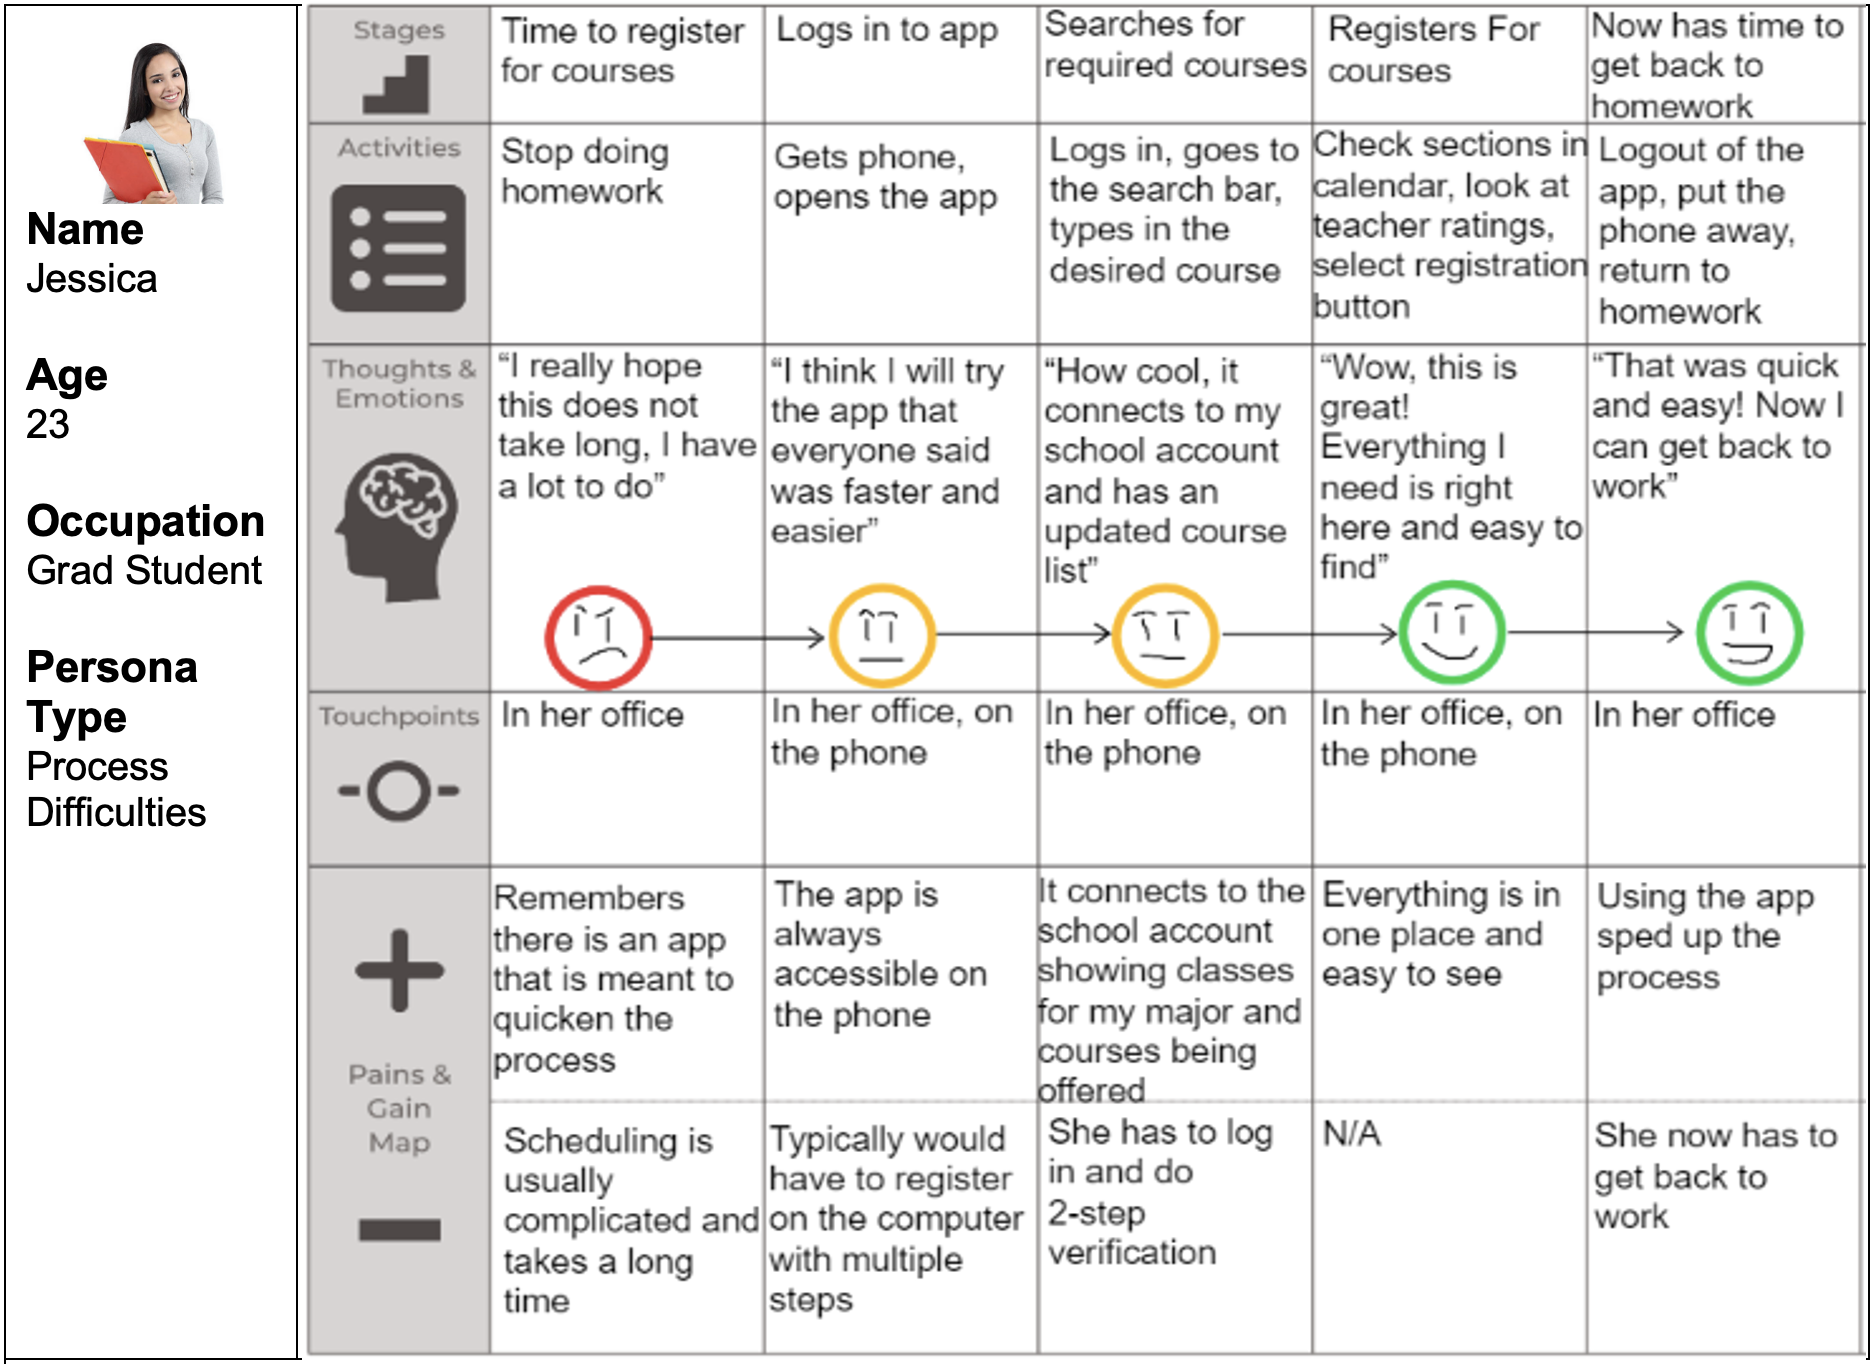 Name
Jessica
Age
23
Occupation
Grad Student
Persona
Type
Process
Difficulties
Stages
Time to register
for courses
Logs in to app
Searches for
required courses
Registers For
courses
Now has time to
get back to
homework
Activities
Stop doing
homework
Gets phone,
opens the app
Logs in, goes to
the search bar,
types in the
desired course
Check sections in
calendar, look at
teacher ratings,
select registration
button
Logout of the
app, put the
phone away,
return to
homework
Thoughts &
Emotions
“I really hope
this does not
take long, I have
a lot to do”
“I think I will try
the app that
everyone said
was faster and
easier”
“How cool, it
connects to my
school account
and has an
updated course
list”
“Wow, this is
great!
Everything I
need is right
here and easy to
find”
“That was quick
and easy! Now I
can get back to
work”
Touchpoints
In her office
In her office, on
the phone
In her office, on
the phone
In her office, on
the phone
In her office
Pains &
Gain
Map
Remembers
there is an app
that is meant to
quicken the
process
The app is
always
accessible on
the phone
It connects to the
school account
showing classes
for my major and
courses being
offered
Everything is in
one place and
easy to see
Using the app
sped up the
process
Scheduling is
usually
complicated and
takes a long
time
Typically would
have to register
on the computer
with multiple
steps
She has to log
in and do
2-step
verification
N/A
She now has to
get back to
work